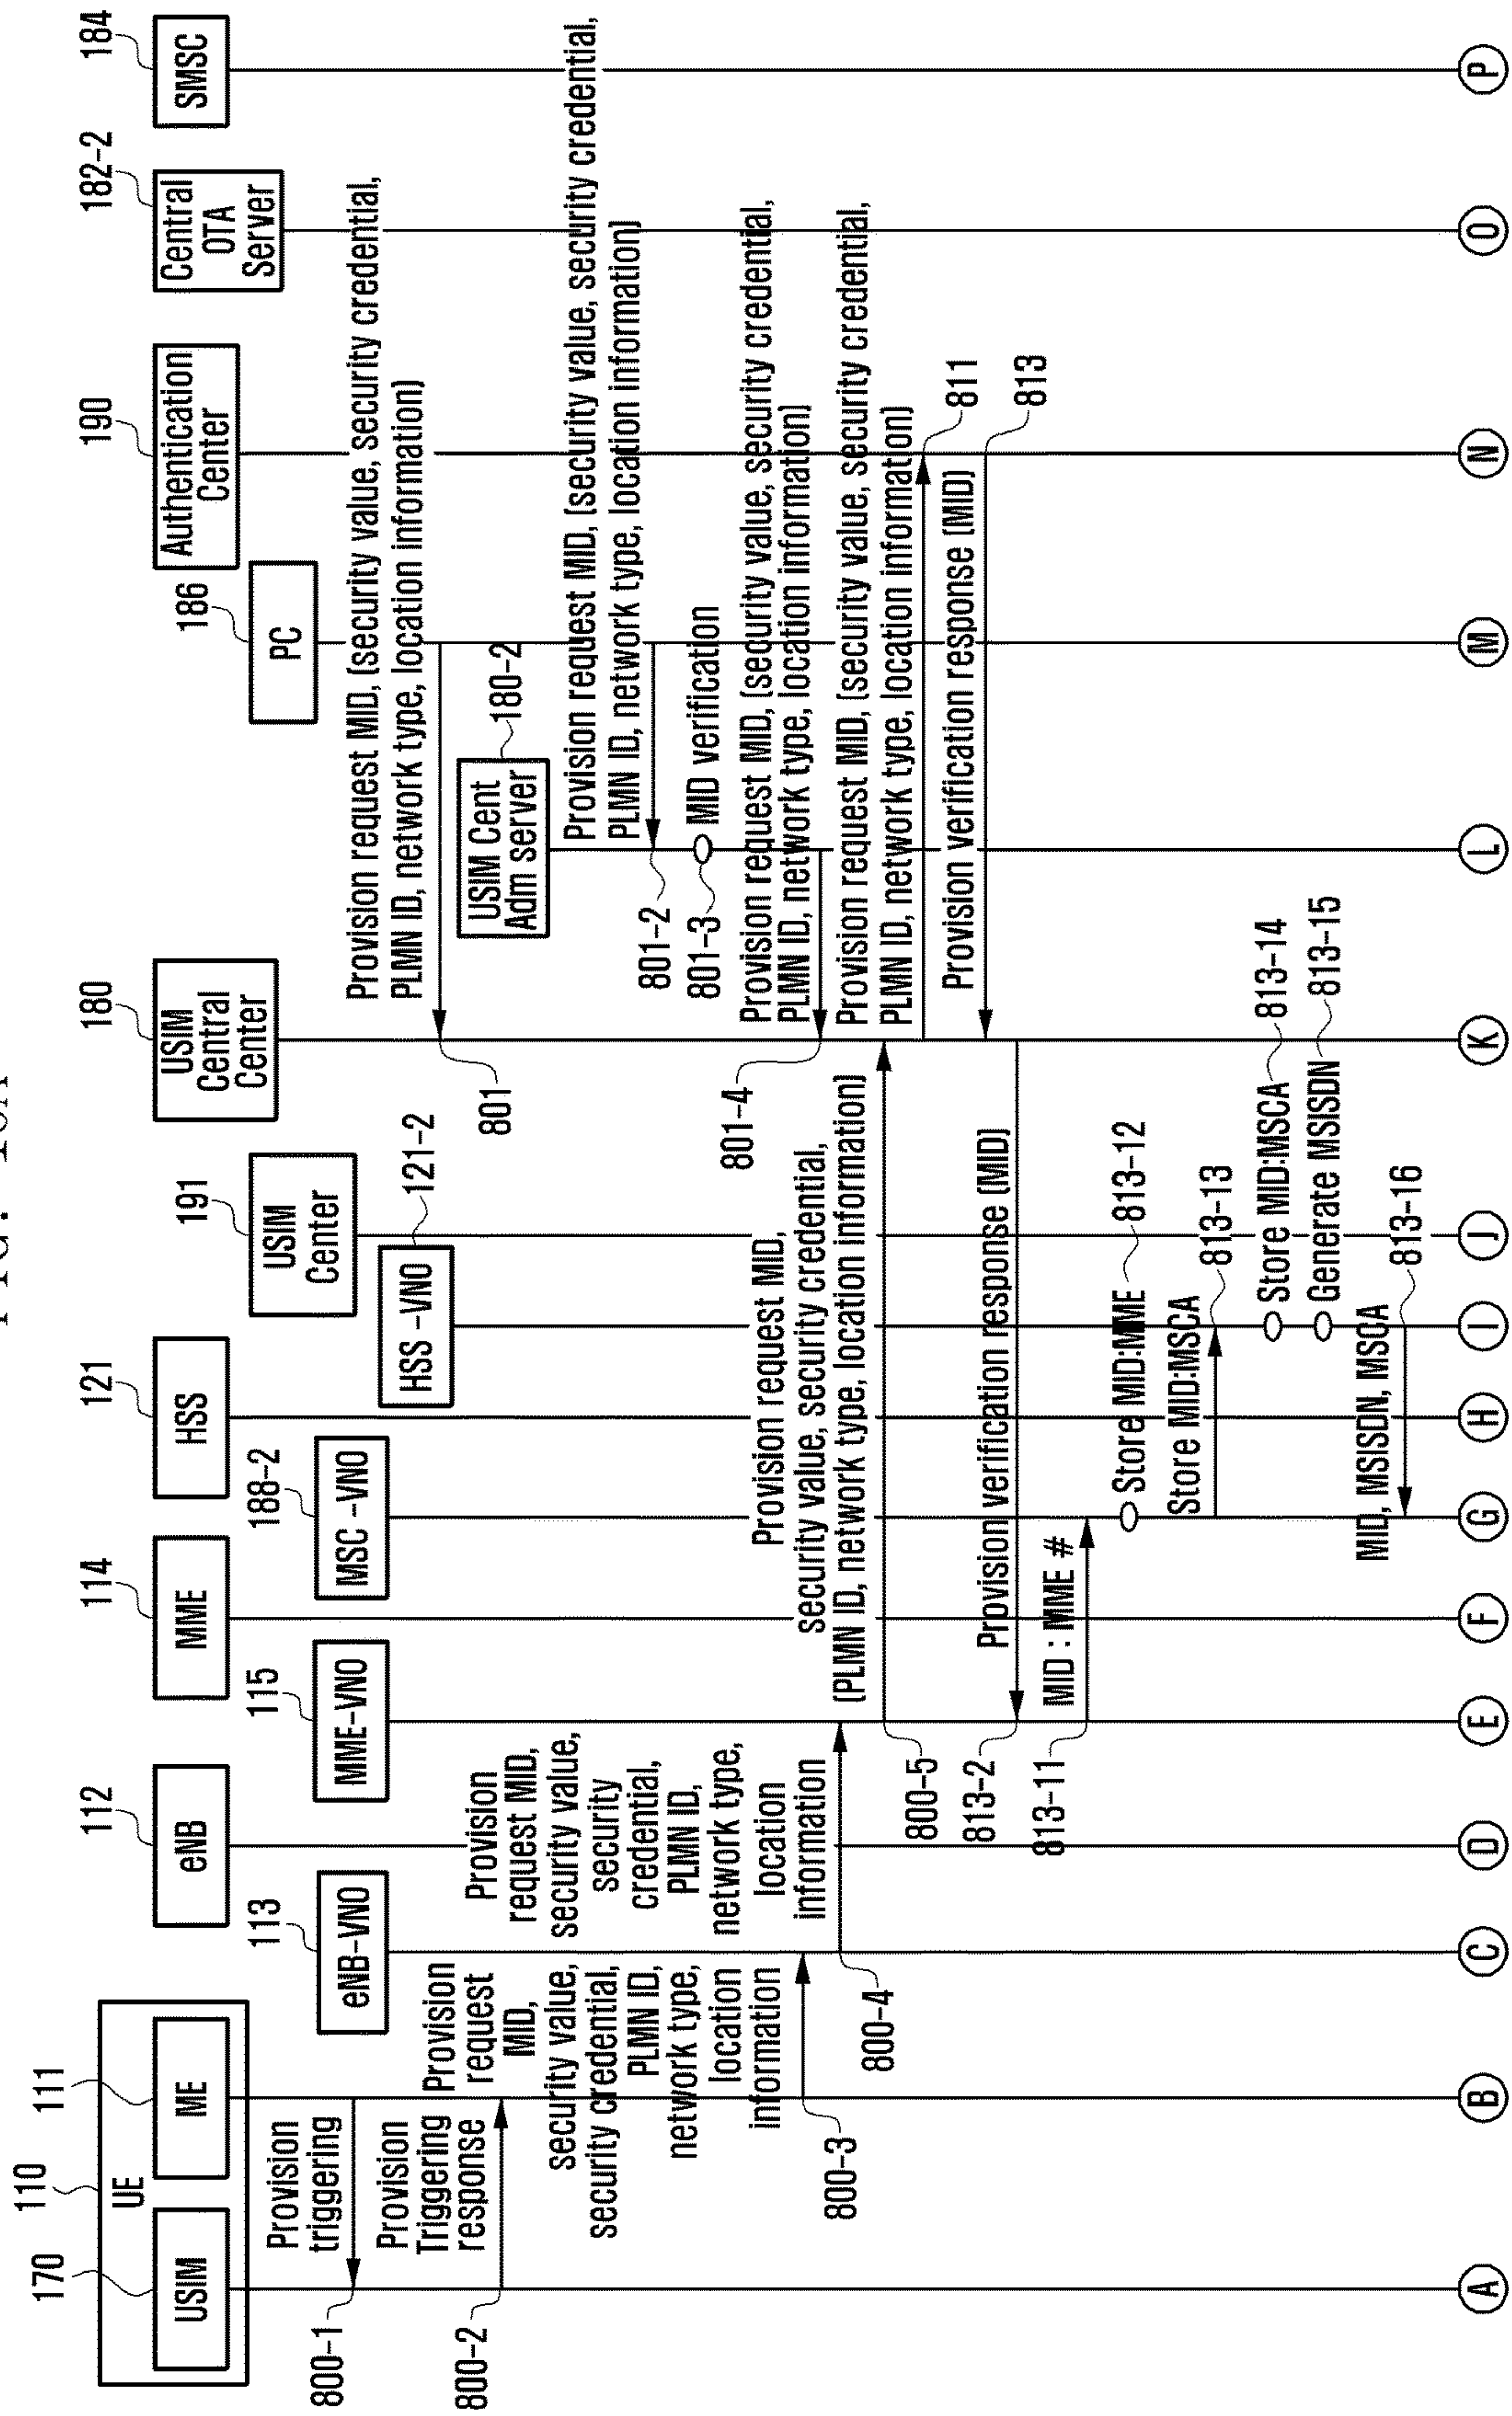 110
UE
170
USIM
111
ME
113
eNB-VNO
112
eNB
115
MME-VNO
114
MME
188-2
MSC -VNO
121
HSS
121-2
HSS -VNO
191
USIM
Center
180
USIM
Central
Center
180-2
USIM Cent
Adm server
186
PC
190
Authentication
Center
182-2
Central
OTA
Server
184
SMSC
Provision
triggering
800-1
Provision
Triggering
response
800-2
Provision request MID, (security value, security credential,
PLMN ID, network type, location information)
801
Provision request MID, (security value, security credential,
PLMN ID, network type, location information)
801-2
MID verification
801-3
Provision request MID, (security value, security credential,
PLMN ID, network type, location information)
801-4
Provision
request
MID,
security value,
security credential,
PLMN ID,
network type,
location
information
800-3
Provision
request MID,
security value,
security
credential,
PLMN ID,
network type,
location
information
800-4
Provision request MID,
security value, security credential,
(PLMN ID, network type, location information)
800-5
Provision request MID, (security value, security credential,
PLMN ID, network type, location information)
811
Provision verification response (MID)
813
Provision verification response (MID)
813-2
MID : MME #
813-11
Store MID:MME
813-12
Store MID:MSCA
813-13
Store MID:MSCA
813-14
Generate MSISDN
813-15
MID, MSISDN, MSCA
813-16
A
B
C
D
E
F
G
H
I
J
K
L
M
N
O
P